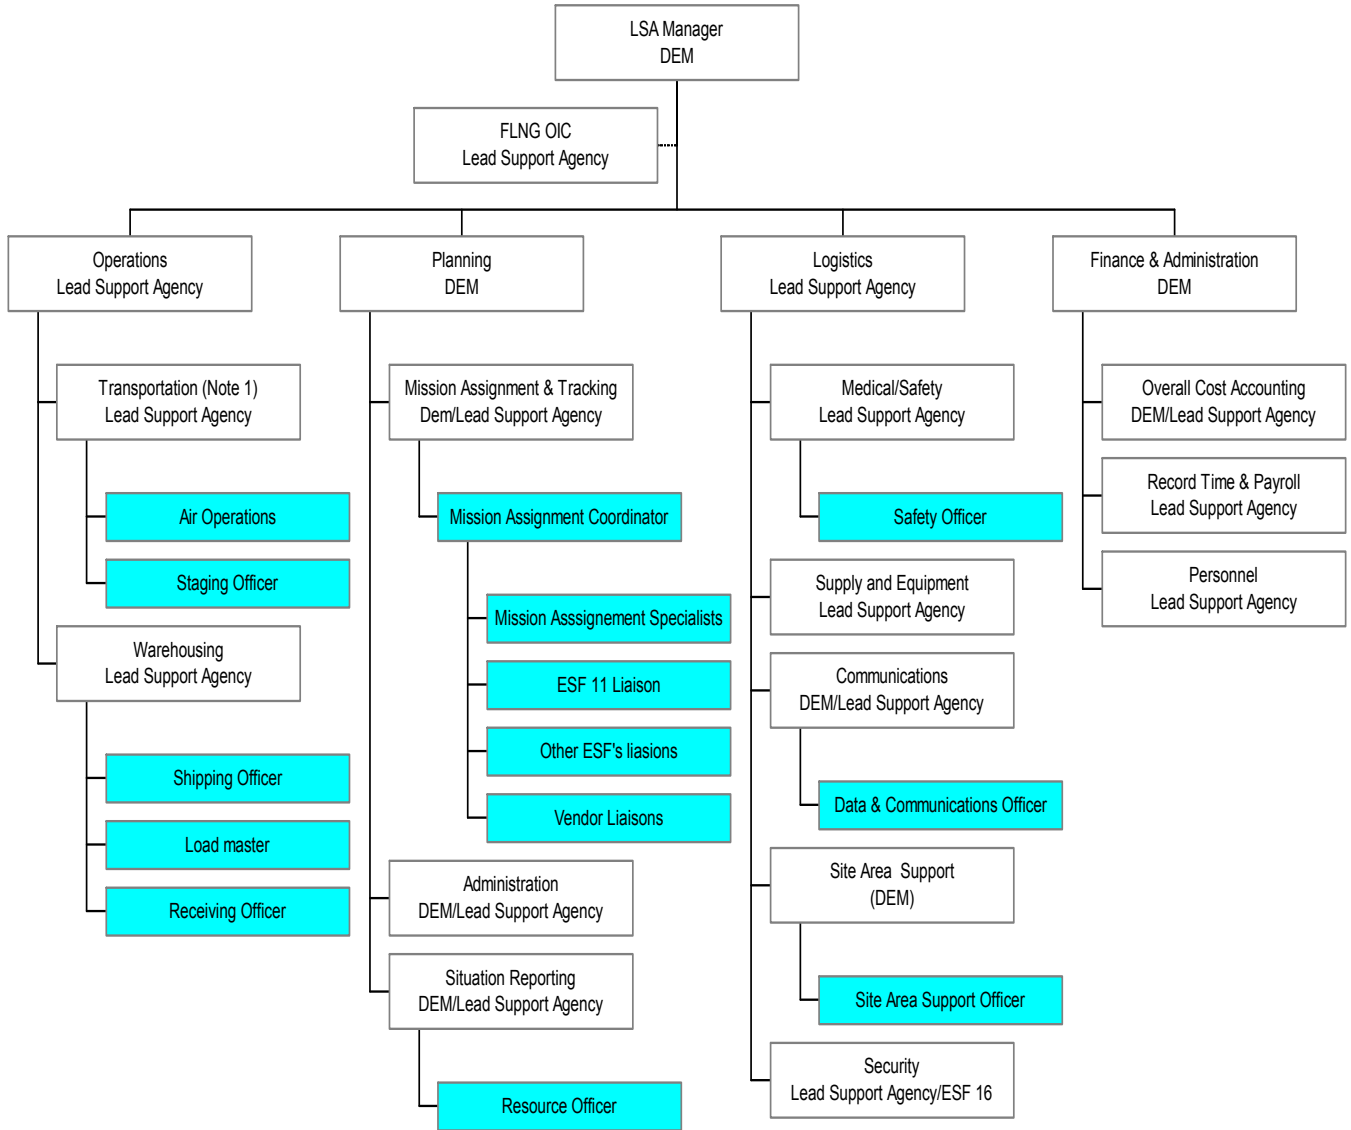 LSA Manager
DEM
FLNG OIC
Lead Support Agency
Operations
Lead Support Agency
Planning
DEM
Logistics
Lead Support Agency
Finance & Administration
DEM
Transportation (Note 1)
Lead Support Agency
Air Operations
Staging Officer
Warehousing
Lead Support Agency
Shipping Officer
Load master
Receiving Officer
Mission Assignment & Tracking
Dem/Lead Support Agency
Mission Assignment Coordinator
Mission Asssignement Specialists
ESF 11 Liaison
Other ESF's liasions
Vendor Liaisons
Administration
DEM/Lead Support Agency
Situation Reporting
DEM/Lead Support Agency
Resource Officer
Medical/Safety
Lead Support Agency
Safety Officer
Supply and Equipment
Lead Support Agency
Communications
DEM/Lead Support Agency
Data & Communications Officer
Site Area  Support
(DEM)
Site Area Support Officer
Security
Lead Support Agency/ESF 16
Overall Cost Accounting
DEM/Lead Support Agency
Record Time & Payroll
Lead Support Agency
Personnel
Lead Support Agency